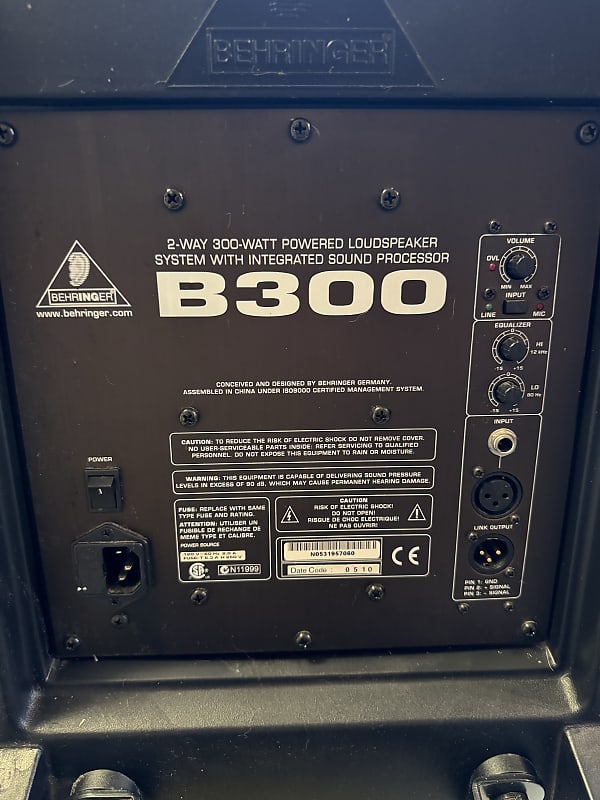 BEHRINGER
2-WAY 300-WATT POWERED LOUDSPEAKER
SYSTEM WITH INTEGRATED SOUND PROCESSOR
B300
BEHRINGER
www.behringer.com
CONCEIVED AND DESIGNED BY BEHRINGER GERMANY.
ASSEMBLED IN CHINA UNDER ISO9000 CERTIFIED MANAGEMENT SYSTEM.
CAUTION: TO REDUCE THE RISK OF ELECTRIC SHOCK DO NOT REMOVE COVER.
NO USER-SERVICEABLE PARTS INSIDE: REFER SERVICING TO QUALIFIED
PERSONNEL. DO NOT EXPOSE THIS EQUIPMENT TO RAIN OR MOISTURE.
WARNING: THIS EQUIPMENT IS CAPABLE OF DELIVERING SOUND PRESSURE
LEVELS IN EXCESS OF 90 dB, WHICH MAY CAUSE PERMANENT HEARING DAMAGE.
POWER
FUSE: REPLACE WITH SAME
TYPE FUSE AND RATING.
ATTENTION: UTILISER UN
FUSIBLE DE RECHANGE DE
MEME TYPE ET CALIBRE.
POWER SOURCE
N11999
CAUTION
RISK OF ELECTRIC SHOCK!
DO NOT OPEN!
RISQUE DE CHOC ELECTRIQUE!
NE PAS OUVRIR!
N0531957060
Date Code: 0510
CE
VOLUME
OVL
MIN MAX
INPUT
LINE MIC
EQUALIZER
HI
12 kHz
-15 +15
LO
80 Hz
-15 +15
INPUT
LINK OUTPUT
PIN 1: GND
PIN 2: + SIGNAL
PIN 3: - SIGNAL